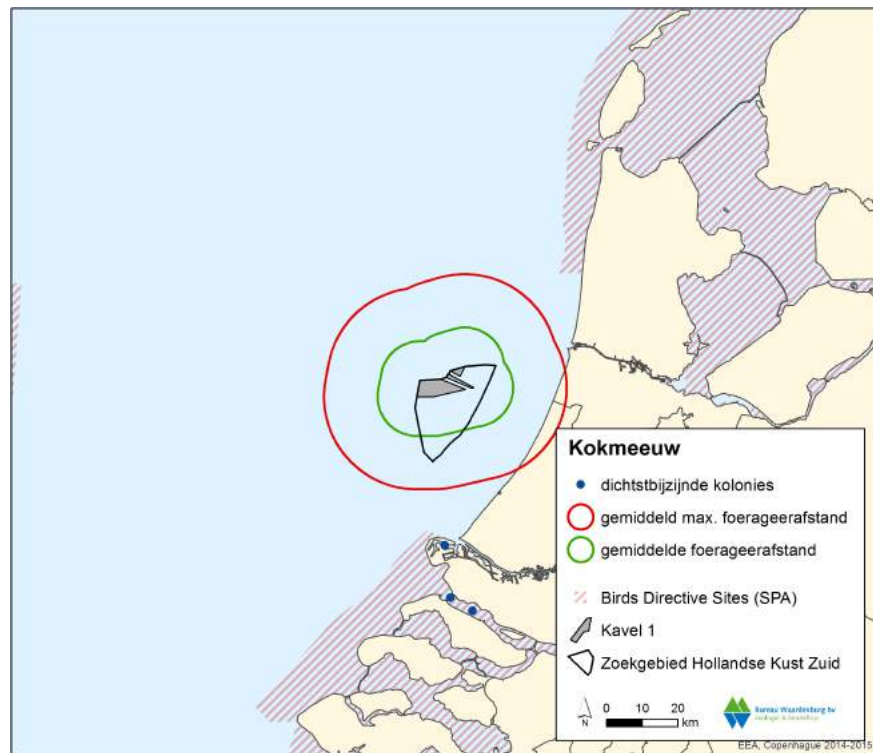 Kokmeeuw
dichtstbijzijnde kolonies
gemiddeld max. foerageerafstand
gemiddelde foerageerafstand
Birds Directive Sites (SPA)
Kavel 1
Zoekgebied Hollandse Kust Zuid
N
0 10 20
km
Bureau Waardenburg bv
EEA, Copenhague 2014-2015